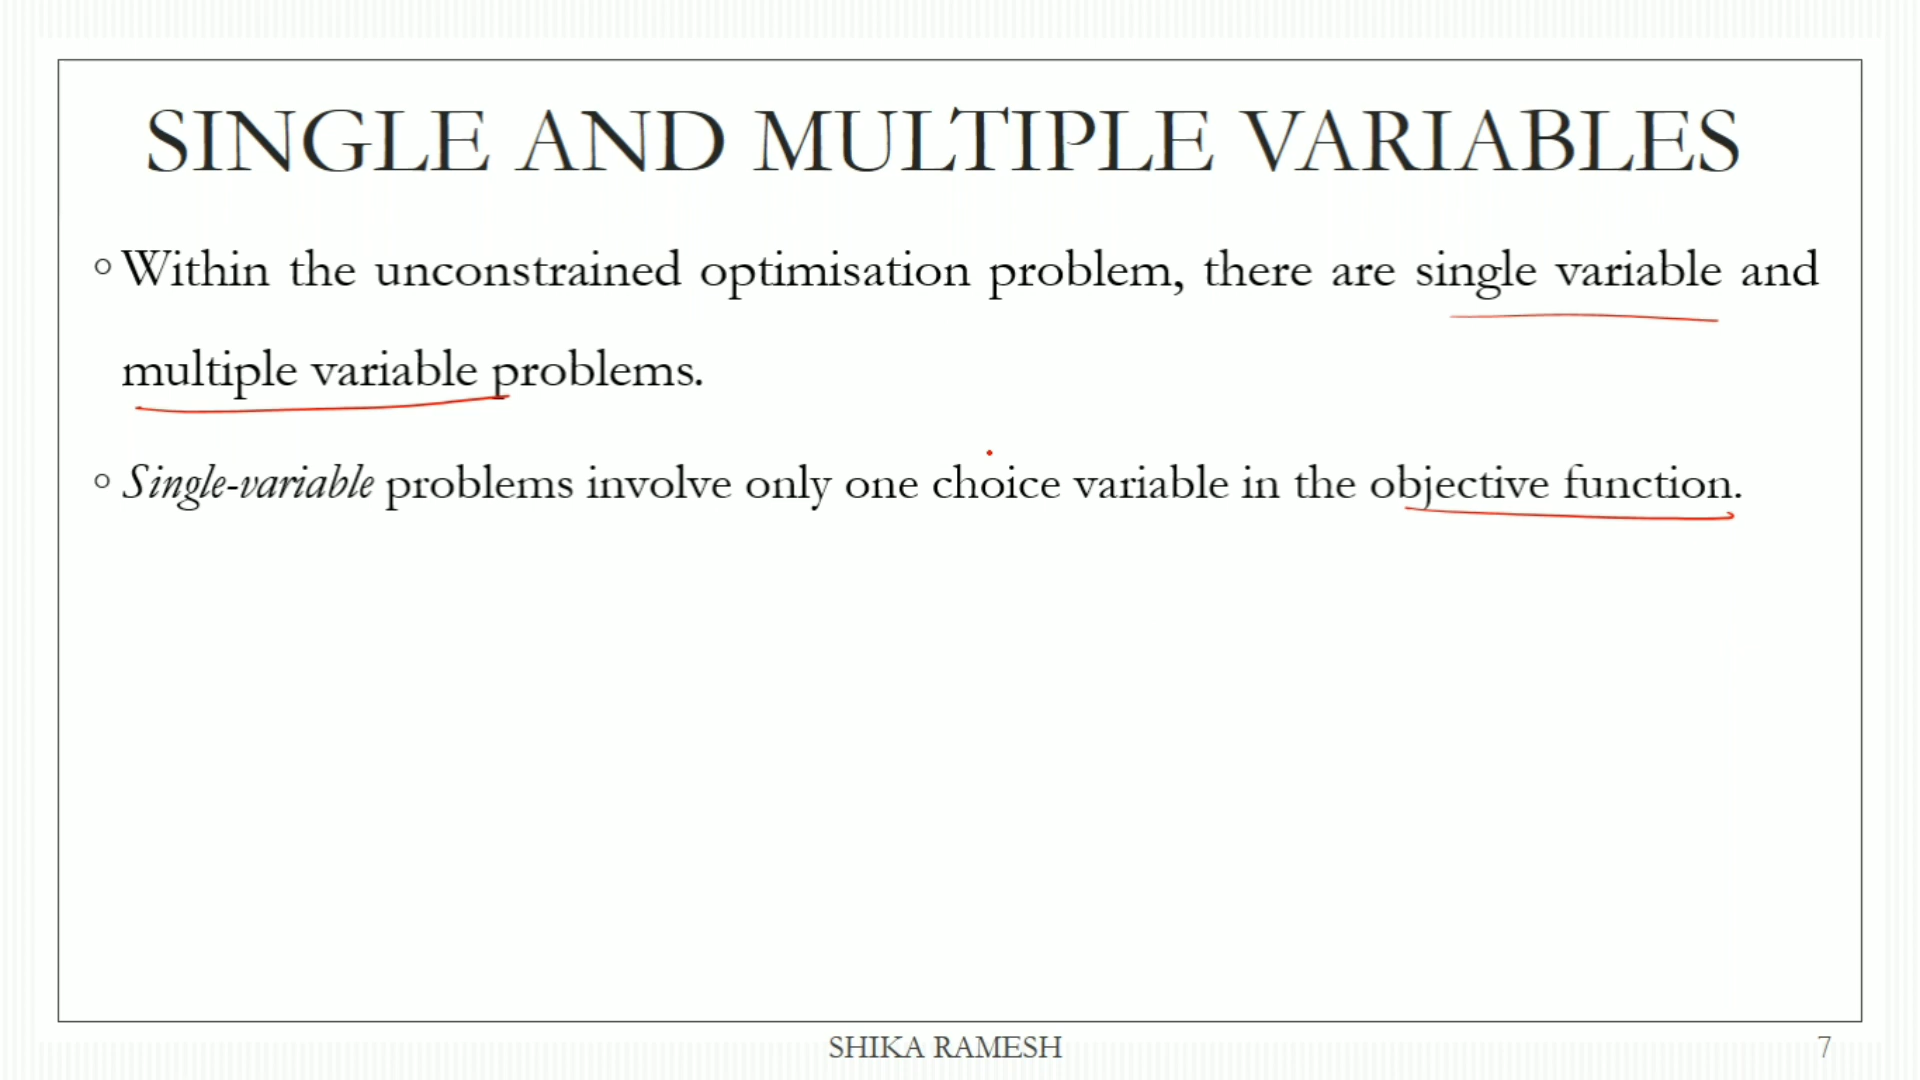 SINGLE AND MULTIPLE VARIABLES
◦ Within the unconstrained optimisation problem, there are single variable and
multiple variable problems.
◦ Single-variable problems involve only one choice variable in the objective function.
SHIKA RAMESH
7